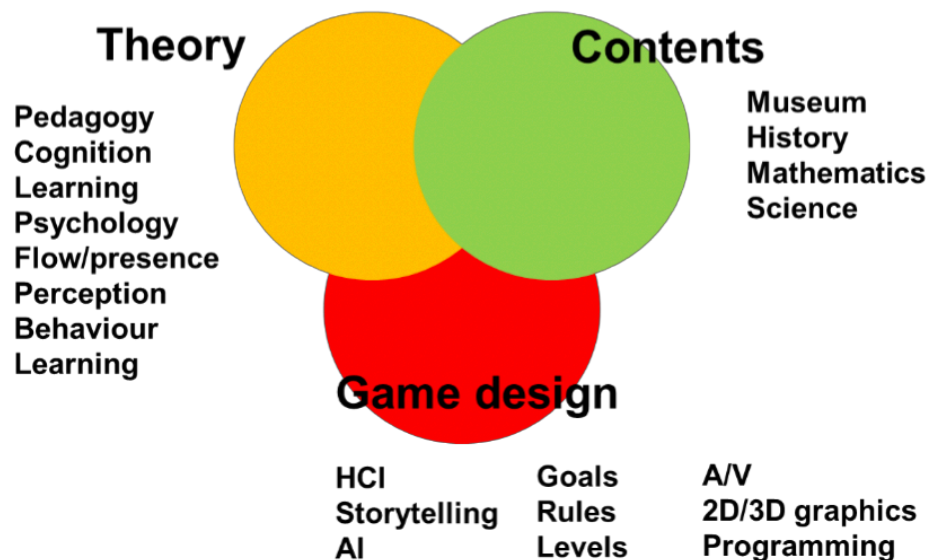 Theory
Contents
Pedagogy
Cognition
Learning
Psychology
Flow/presence
Perception
Behaviour
Learning
Museum
History
Mathematics
Science
Game design
HCI
Storytelling
AI
Goals
Rules
Levels
A/V
2D/3D graphics
Programming